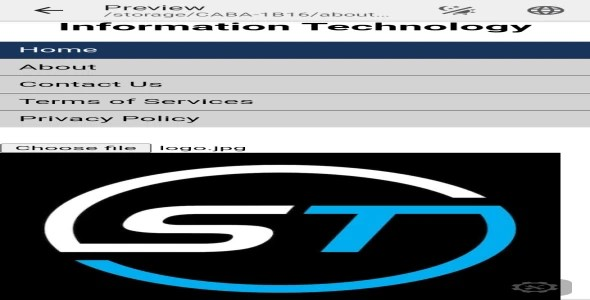 Preview
/storage/CABA-1B16/about...
Information Technology
Home
About
Contact Us
Terms of Services
Privacy Policy
Choose file logo.jpg
ST